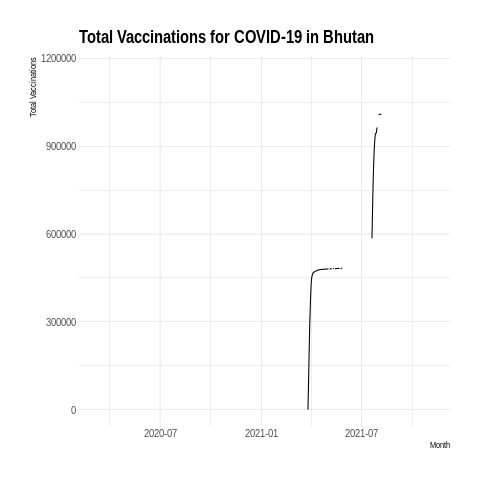 Total Vaccinations for COVID-19 in Bhutan
Total Vaccinations
1200000
900000
600000
300000
0
2020-07 2021-01 2021-07
Month